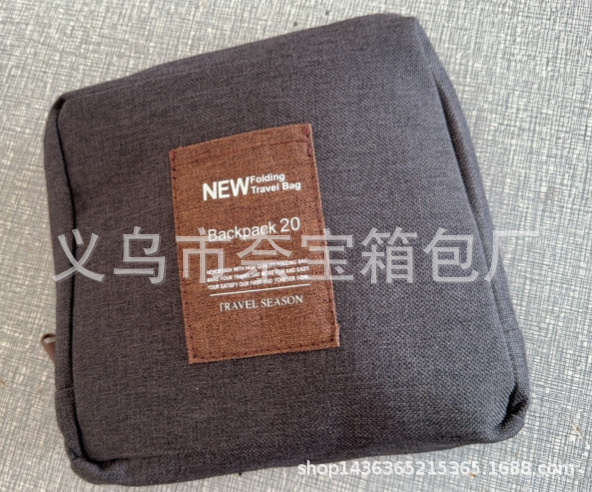 NEW Folding
Travel Bag
Backpack 20
义乌市奈宝箱包厂
TRAVEL SEASON
shop1436365215365.1688.com